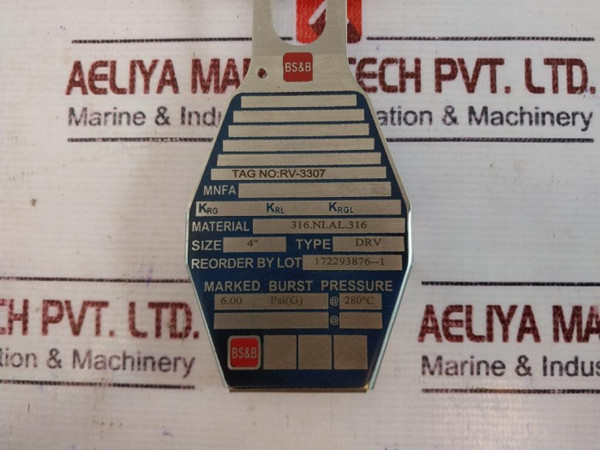 BS&B
AELIYA MA TECH PVT. LTD.
Marine & Indu ation & Machinery
TAG NO:RV-3307
MNFA
KRG KRL KRGL
MATERIAL 316.NI.AL.316
SIZE 4" TYPE DRV
REORDER BY LOT 172293876--1
MARKED BURST PRESSURE
6.00 Psi(G) @ 280°C
@
BS&B
CH PVT. LTD.
ation & Machinery
AELIYA MA
Marine & Indus